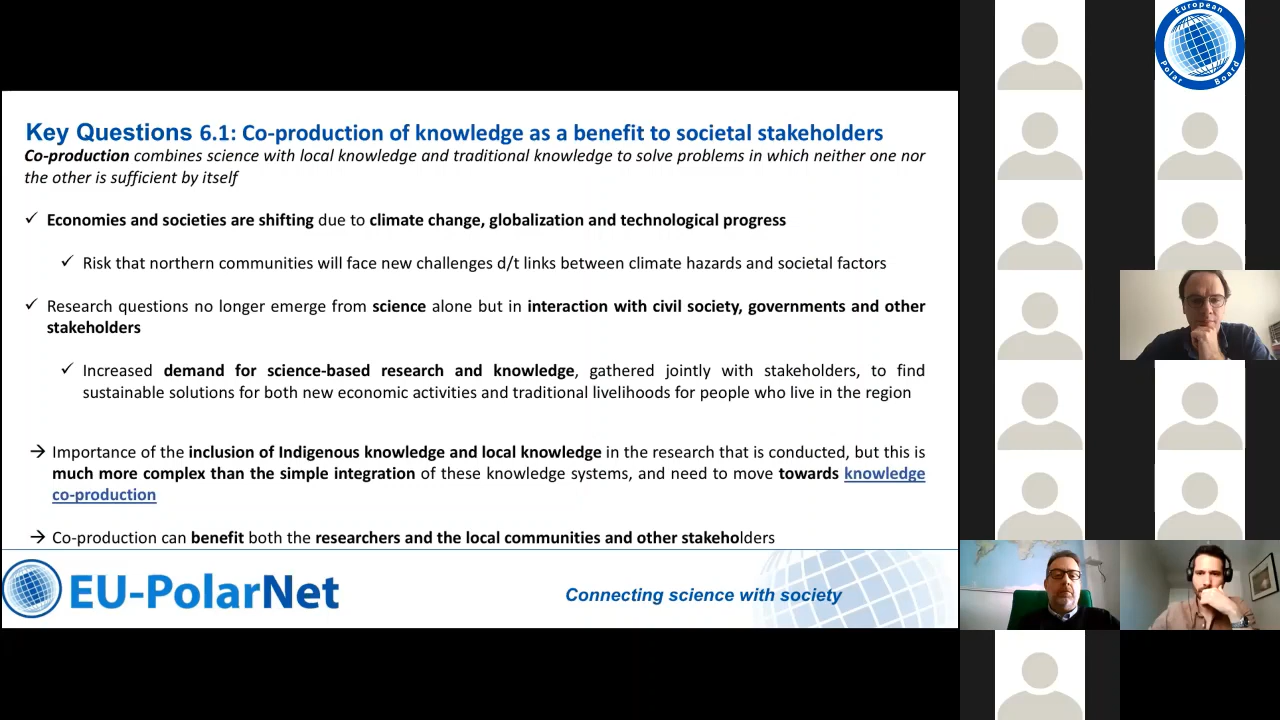 Key Questions 6.1: Co-production of knowledge as a benefit to societal stakeholders
Co-production combines science with local knowledge and traditional knowledge to solve problems in which neither one nor
the other is sufficient by itself
✓ Economies and societies are shifting due to climate change, globalization and technological progress
✓ Risk that northern communities will face new challenges d/t links between climate hazards and societal factors
✓ Research questions no longer emerge from science alone but in interaction with civil society, governments and other
stakeholders
✓ Increased demand for science-based research and knowledge, gathered jointly with stakeholders, to find
sustainable solutions for both new economic activities and traditional livelihoods for people who live in the region
→ Importance of the inclusion of Indigenous knowledge and local knowledge in the research that is conducted, but this is
much more complex than the simple integration of these knowledge systems, and need to move towards knowledge
co-production
→ Co-production can benefit both the researchers and the local communities and other stakeholders
EU-PolarNet
Connecting science with society
European
Polar Board